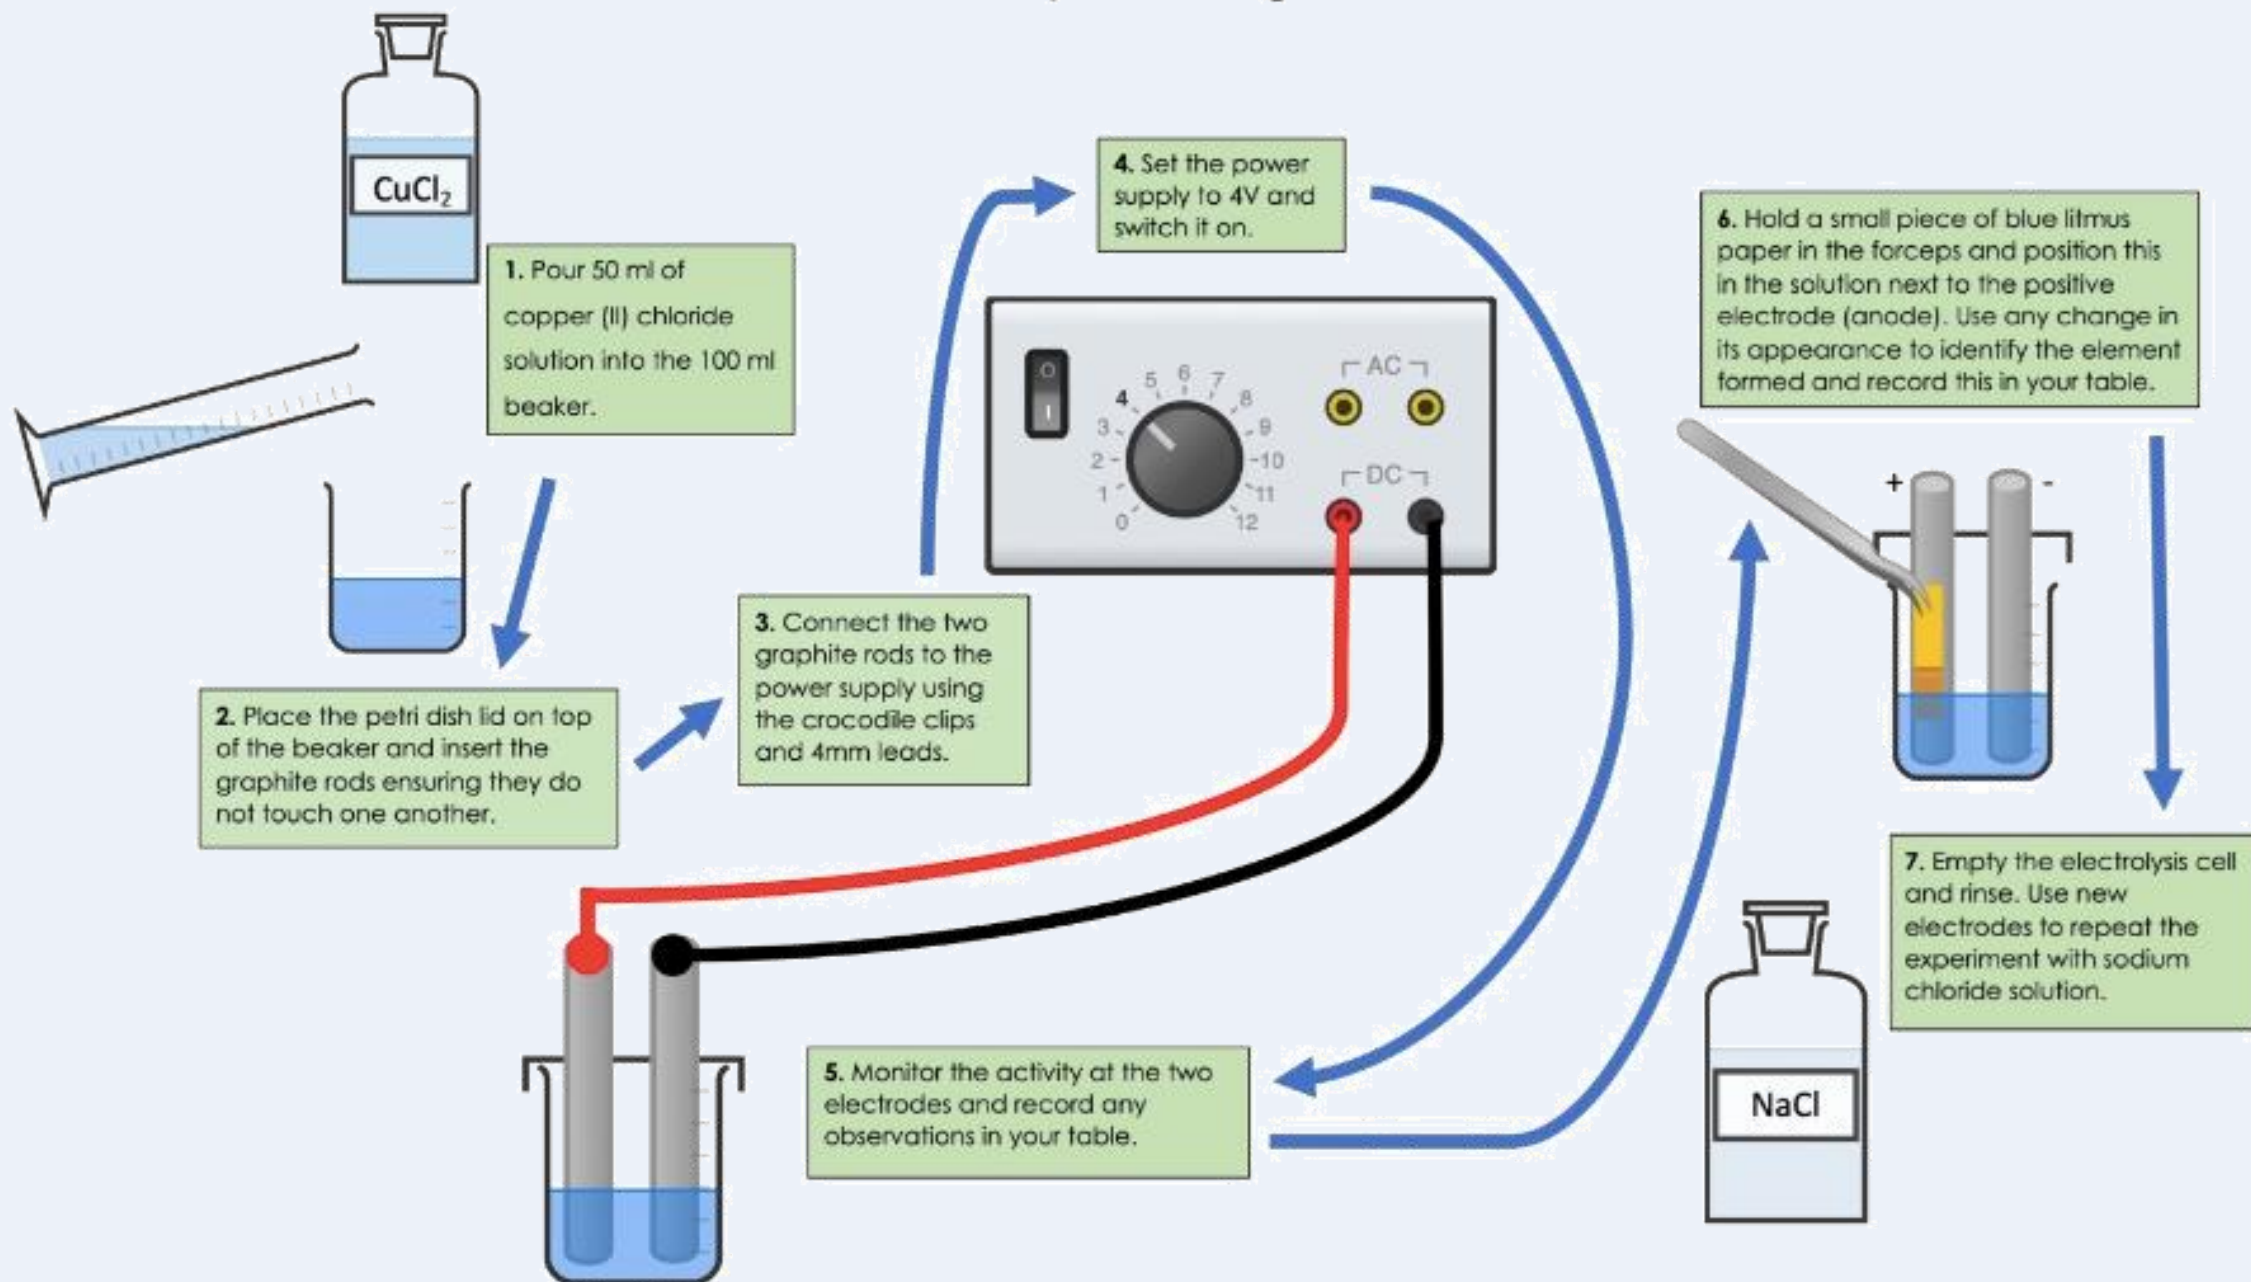 CuCl₂
1. Pour 50 ml of
copper (II) chloride
solution into the 100 ml
beaker.
2. Place the petri dish lid on top
of the beaker and insert the
graphite rods ensuring they do
not touch one another.
3. Connect the two
graphite rods to the
power supply using
the crocodile clips
and 4mm leads.
4. Set the power
supply to 4V and
switch it on.
O
I
0
1
2
3
4
5
6
7
8
9
10
11
12
AC
DC
5. Monitor the activity at the two
electrodes and record any
observations in your table.
6. Hold a small piece of blue litmus
paper in the forceps and position this
in the solution next to the positive
electrode (anode). Use any change in
its appearance to identify the element
formed and record this in your table.
+ -
7. Empty the electrolysis cell
and rinse. Use new
electrodes to repeat the
experiment with sodium
chloride solution.
NaCl